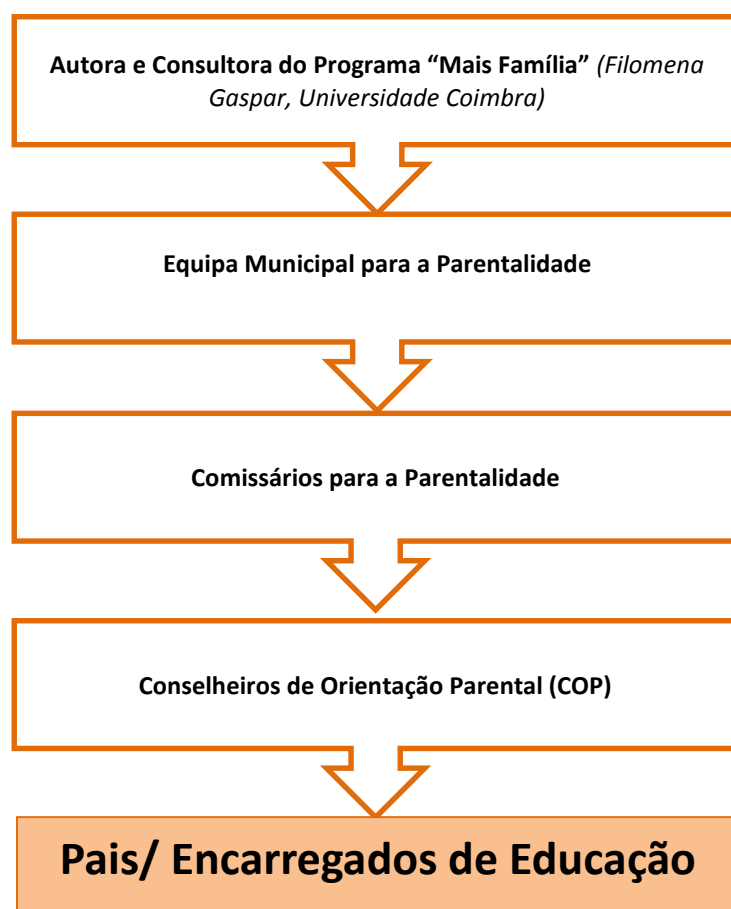 Autora e Consultora do Programa “Mais Família” (Filomena
Gaspar, Universidade Coimbra)
Equipa Municipal para a Parentalidade
Comissários para a Parentalidade
Conselheiros de Orientação Parental (COP)
Pais/ Encarregados de Educação